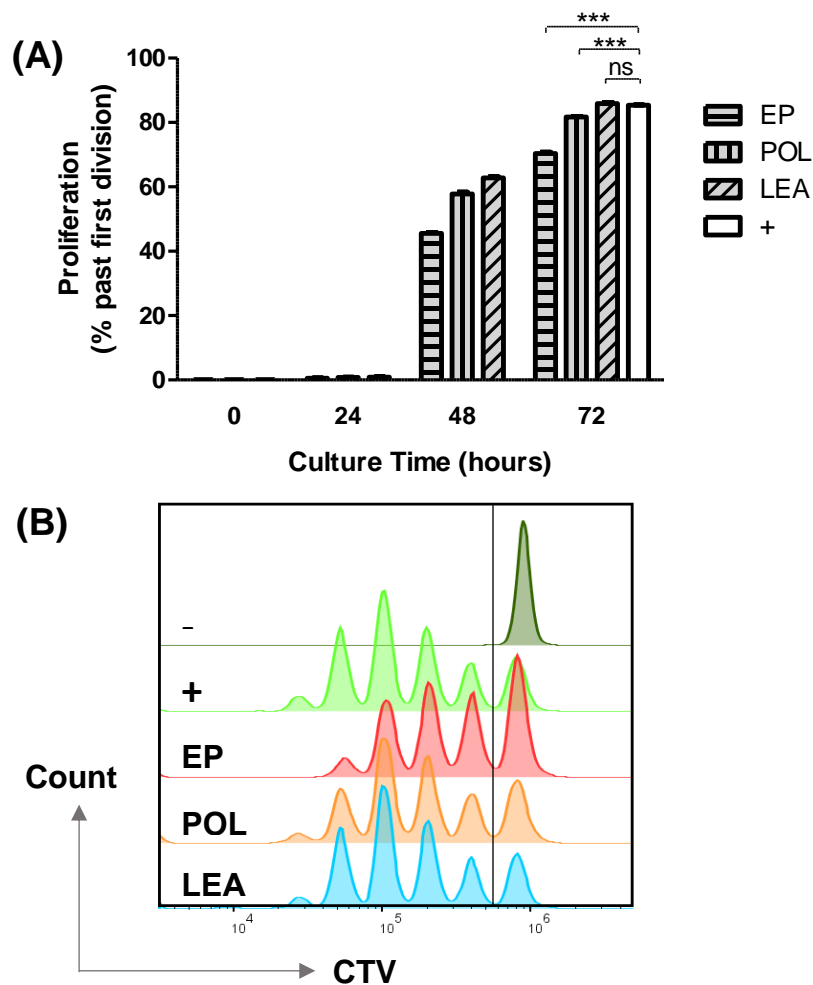 (A)
***
***
ns
100
80
60
40
20
0
Proliferation
(% past first division)
0 24 48 72
Culture Time (hours)
EP
POL
LEA
+
(B)
-
+
EP
POL
LEA
Count
10^4 10^5 10^6
CTV